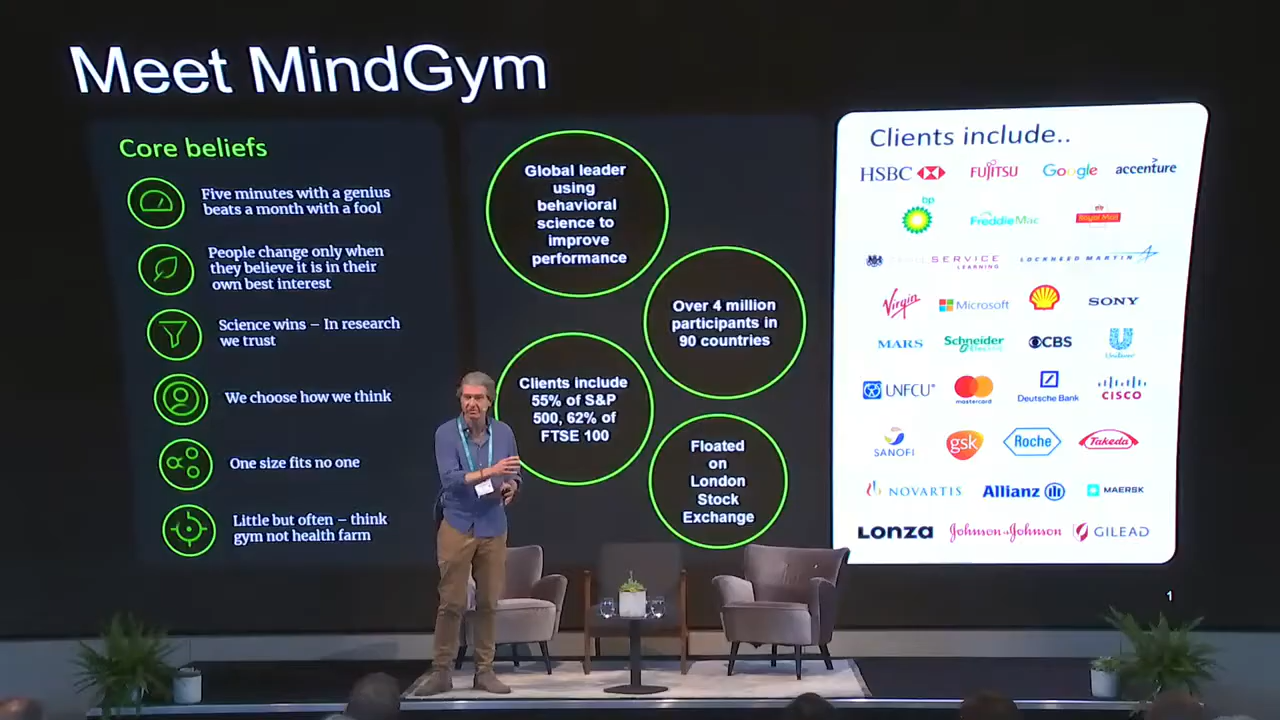 Meet MindGym
Core beliefs
Five minutes with a genius
beats a month with a fool
People change only when
they believe it is in their
own best interest
Science wins – In research
we trust
We choose how we think
One size fits no one
Little but often – think
gym not health farm
Global leader
using
behavioral
science to
improve
performance
Over 4 million
participants in
90 countries
Clients include
55% of S&P
500, 62% of
FTSE 100
Floated
on
London
Stock
Exchange
Clients include..
HSBC FUJITSU Google accenture
bp FreddieMac Royal Mail
SERVICE LOCKHEED MARTIN
LEARNING
Virgin Microsoft SONY
MARS Schneider CBS Unilever
UNFCU mastercard Deutsche Bank CISCO
SANOFI gsk Roche Takeda
NOVARTIS Allianz MAERSK
Lonza Johnson & Johnson GILEAD
1